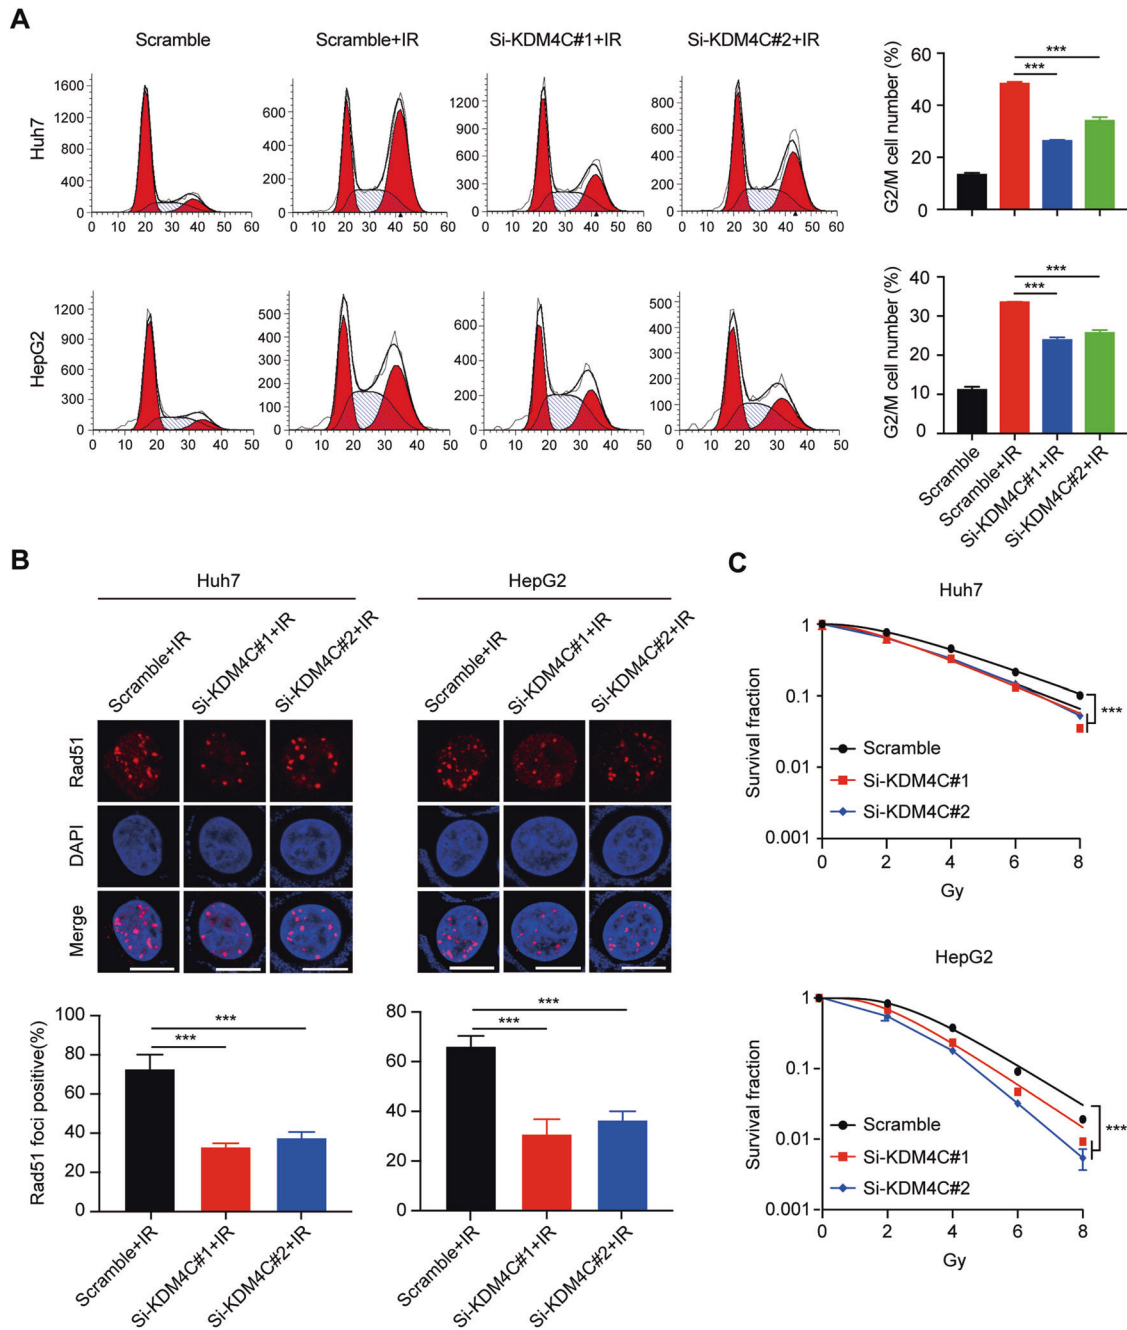 A
Scramble
Scramble+IR
Si-KDM4C#1+IR
Si-KDM4C#2+IR
Huh7
1600
1200
800
400
0
0 10 20 30 40 50 60
800
600
400
200
0
0 10 20 30 40 50 60
1200
900
600
300
0
0 10 20 30 40 50 60
800
600
400
200
0
0 10 20 30 40 50 60
G2/M cell number (%)
60
40
20
0
***
***
HepG2
1200
900
600
300
0
0 10 20 30 40 50
500
400
300
200
100
0
0 10 20 30 40 50
600
400
200
0
0 10 20 30 40 50
500
400
300
200
100
0
0 10 20 30 40 50
G2/M cell number (%)
40
30
20
10
0
***
***
Scramble
Scramble+IR
Si-KDM4C#1+IR
Si-KDM4C#2+IR
B
Huh7
HepG2
Scramble+IR
Si-KDM4C#1+IR
Si-KDM4C#2+IR
Scramble+IR
Si-KDM4C#1+IR
Si-KDM4C#2+IR
Rad51
DAPI
Merge
Rad51 foci positive(%)
100
80
60
40
20
0
***
***
Scramble+IR
Si-KDM4C#1+IR
Si-KDM4C#2+IR
80
60
40
20
0
***
***
Scramble+IR
Si-KDM4C#1+IR
Si-KDM4C#2+IR
C
Huh7
Survival fraction
1
0.1
0.01
0.001
***
Scramble
Si-KDM4C#1
Si-KDM4C#2
0 2 4 6 8
Gy
HepG2
Survival fraction
1
0.1
0.01
0.001
***
Scramble
Si-KDM4C#1
Si-KDM4C#2
0 2 4 6 8
Gy